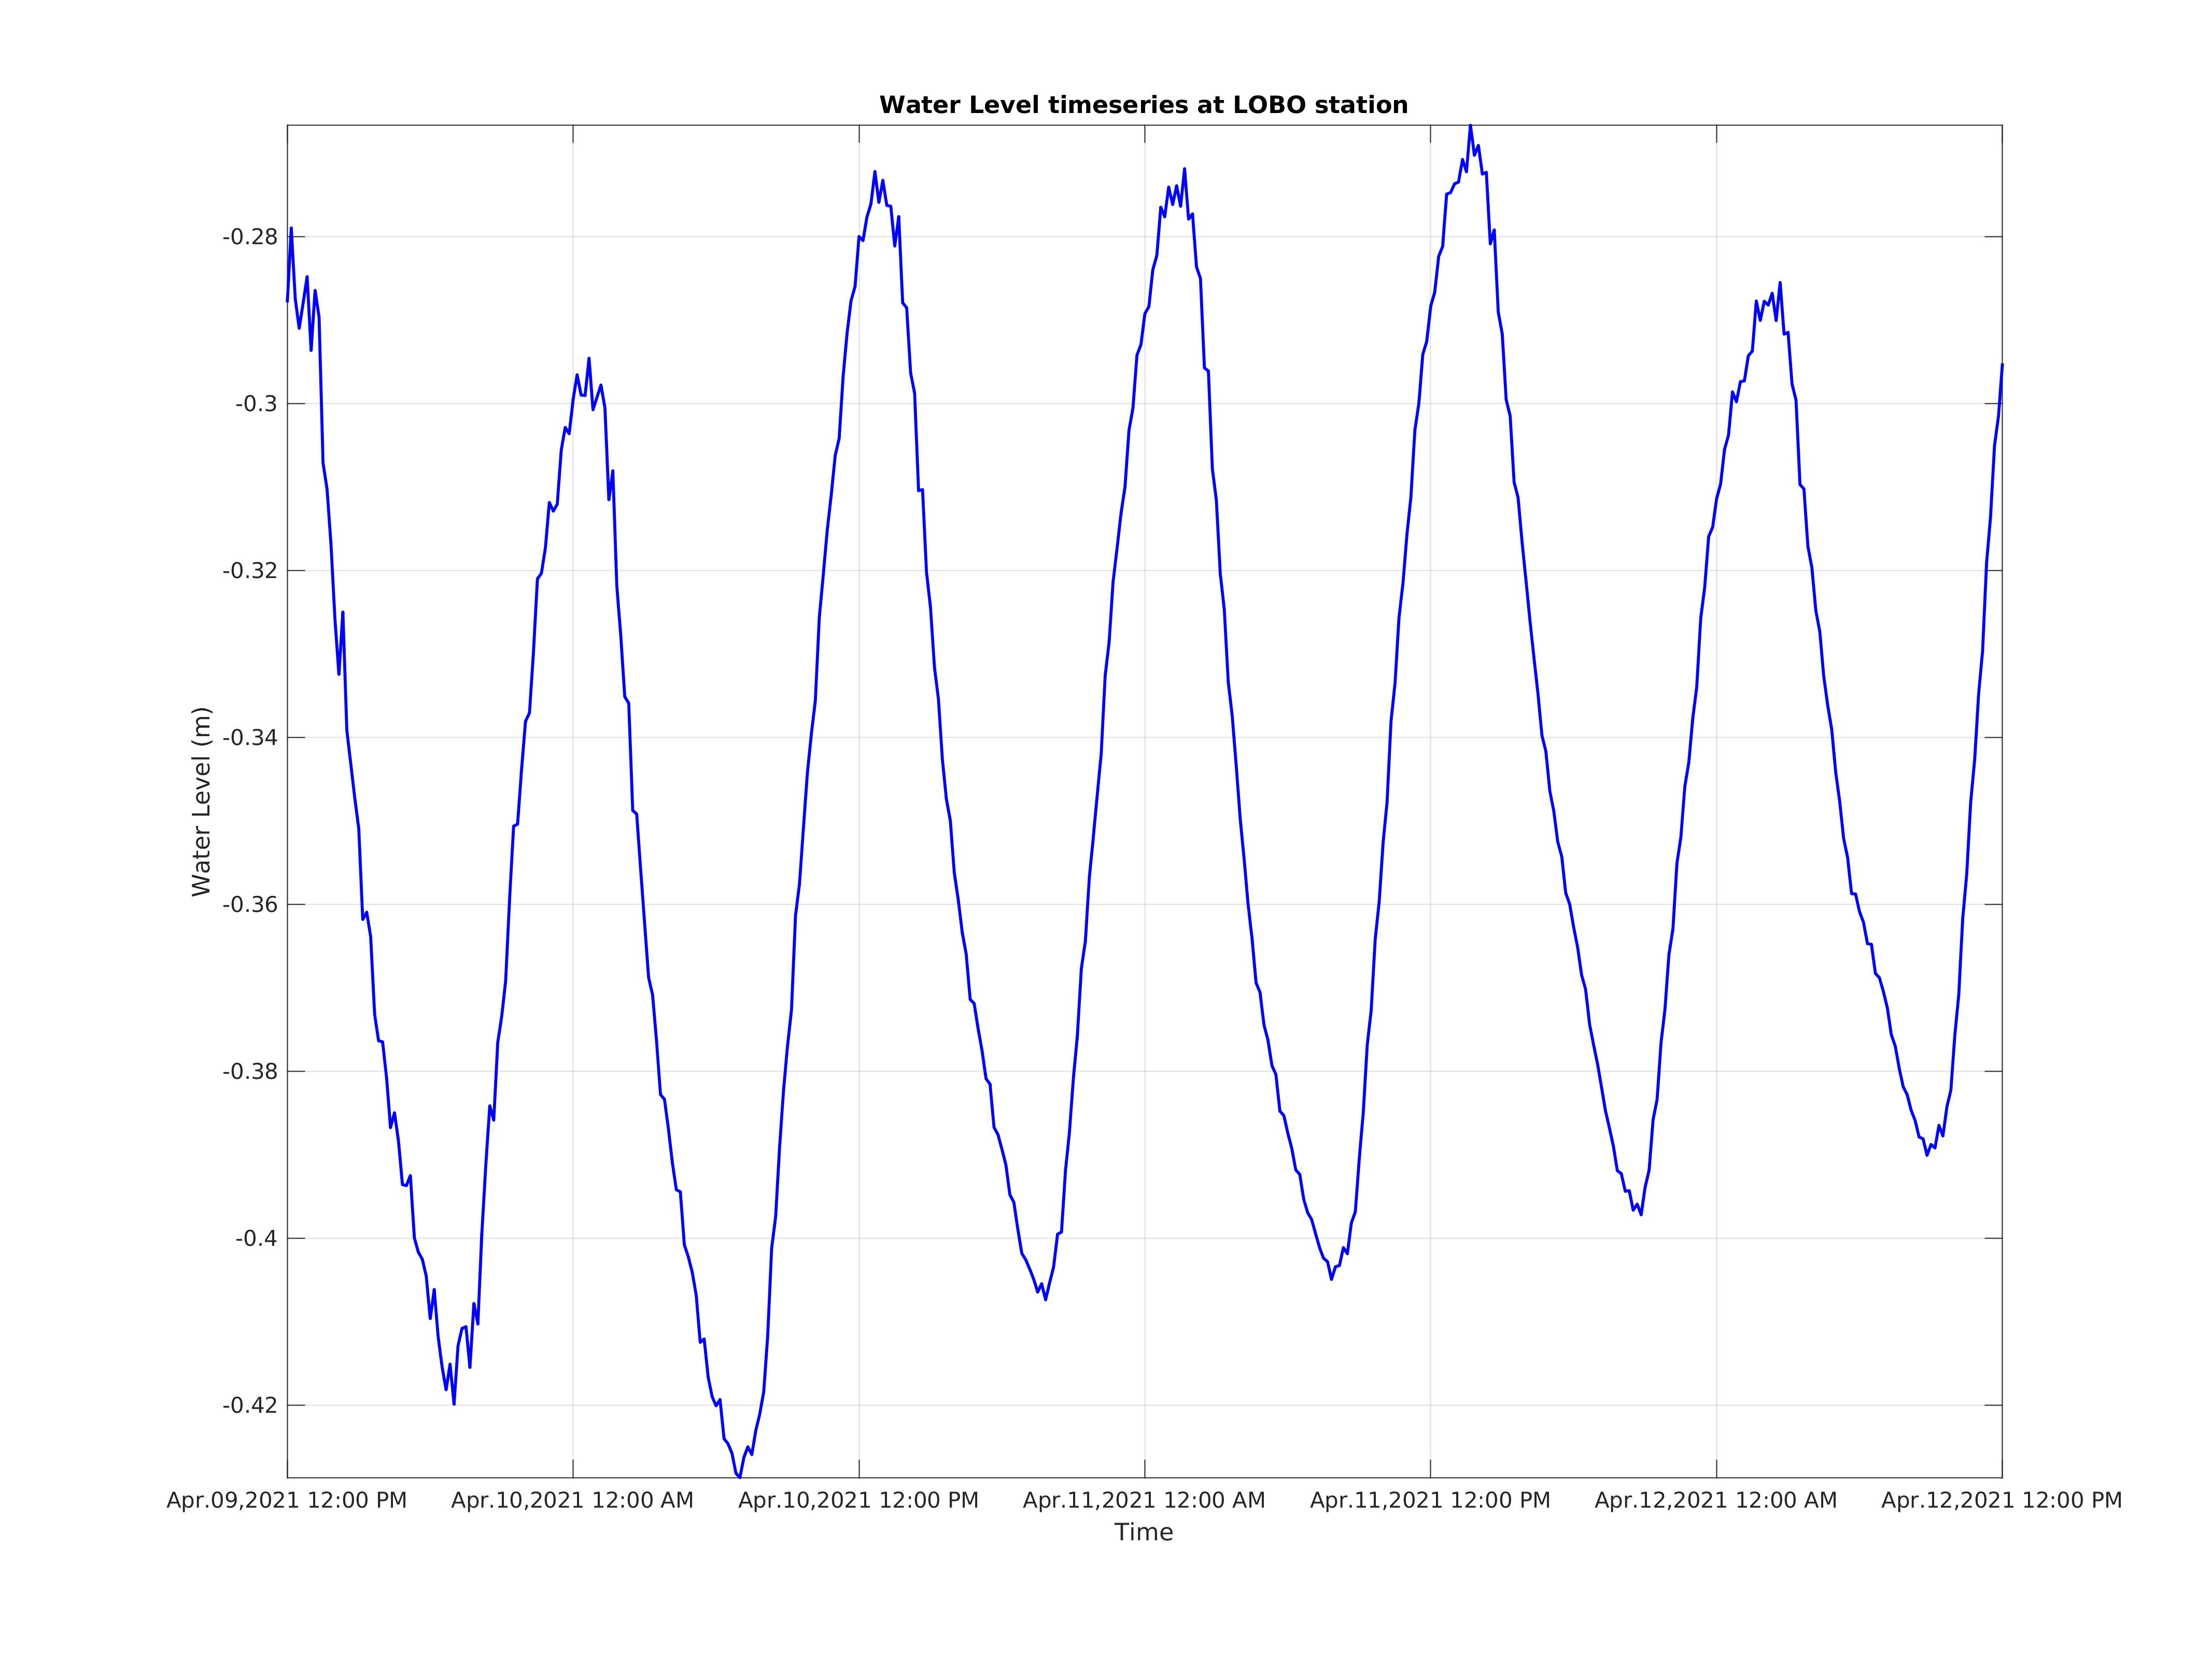 Water Level timeseries at LOBO station
Water Level (m)
-0.28
-0.3
-0.32
-0.34
-0.36
-0.38
-0.4
-0.42
Apr.09,2021 12:00 PM
Apr.10,2021 12:00 AM
Apr.10,2021 12:00 PM
Apr.11,2021 12:00 AM
Apr.11,2021 12:00 PM
Apr.12,2021 12:00 AM
Apr.12,2021 12:00 PM
Time